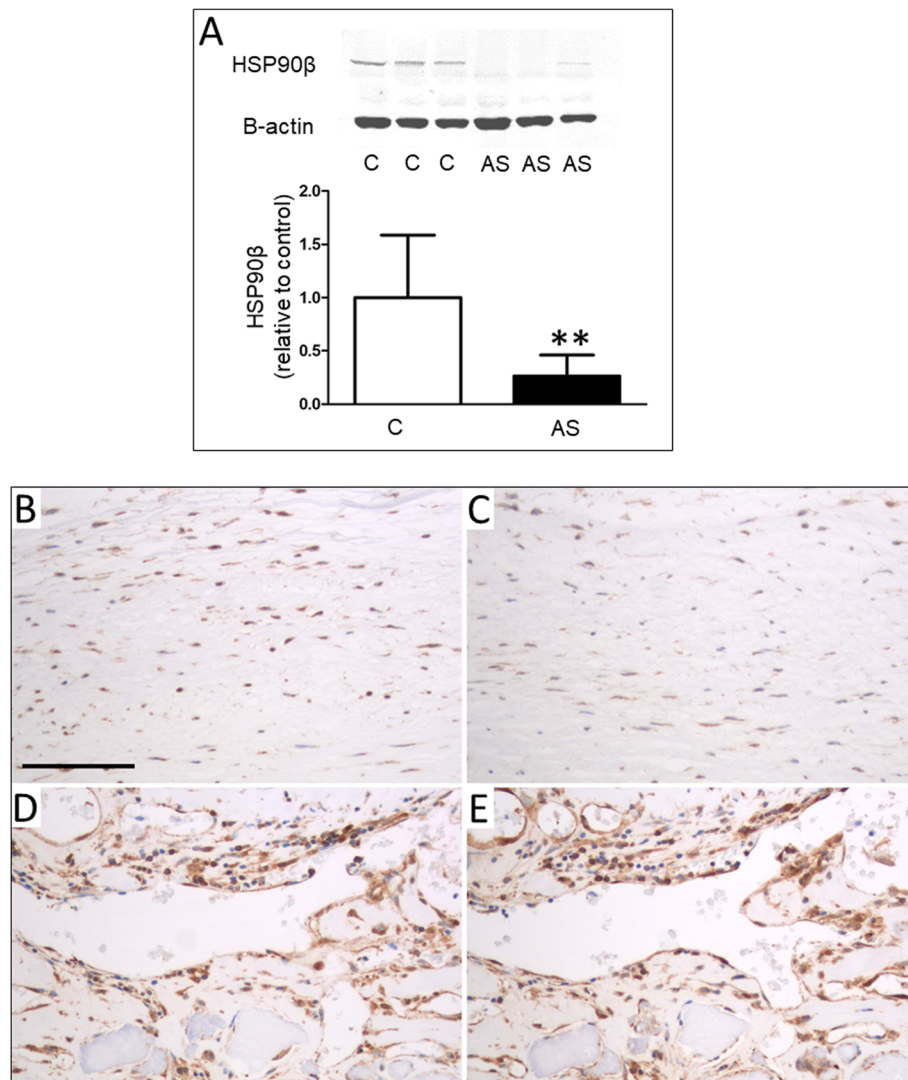 A
HSP90β
B-actin
C C C AS AS AS
2.0
1.5
1.0
0.5
0.0
HSP90β
(relative to control)
**
C AS
B C
D E